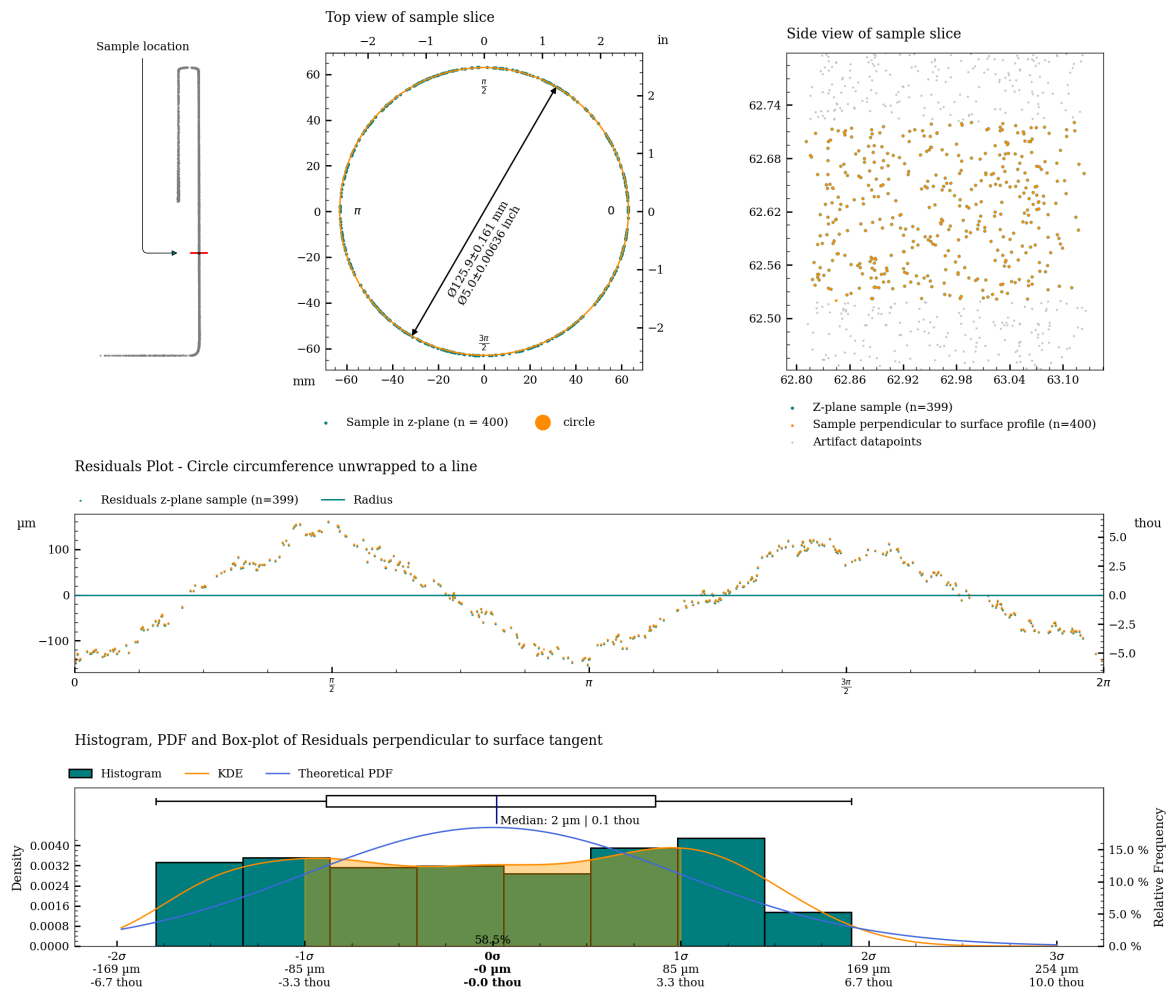 Sample location
Top view of sample slice
−2 −1 0 1 2 in
60
40
20
0
−20
−40
−60
2
1
0
−1
−2
π/2
π
0
3π/2
Ø125.9±0.161 mm
Ø5.0±0.00636 inch
mm −60 −40 −20 0 20 40 60
Sample in z-plane (n = 400) circle
Side view of sample slice
62.74
62.68
62.62
62.56
62.50
62.80 62.86 62.92 62.98 63.04 63.10
Z-plane sample (n=399)
Sample perpendicular to surface profile (n=400)
Artifact datapoints
Residuals Plot - Circle circumference unwrapped to a line
Residuals z-plane sample (n=399) Radius
µm thou
100
0
−100
5.0
2.5
0.0
−2.5
−5.0
0 π/2 π 3π/2 2π
Histogram, PDF and Box-plot of Residuals perpendicular to surface tangent
Histogram KDE Theoretical PDF
Median: 2 µm | 0.1 thou
Density
0.0040
0.0032
0.0024
0.0016
0.0008
0.0000
58.5%
15.0 %
10.0 %
5.0 %
0.0 %
Relative Frequency
-2σ -1σ 0σ 1σ 2σ 3σ
-169 µm -85 µm -0 µm 85 µm 169 µm 254 µm
-6.7 thou -3.3 thou -0.0 thou 3.3 thou 6.7 thou 10.0 thou